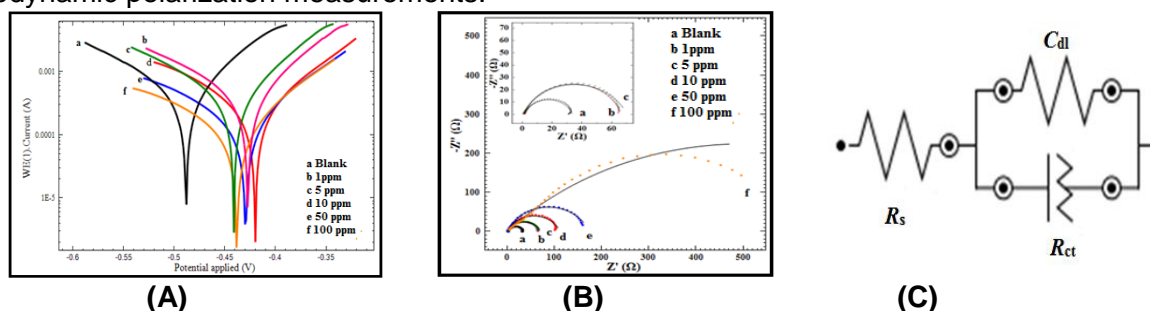 odynamic polarization measurements.
WE(1). Current (A)
0.001
0.0001
1E-5
-0.6
-0.55
-0.5
-0.45
-0.4
-0.35
Potential applied (V)
a
b
c
d
e
f
a Blank
b 1ppm
c 5 ppm
d 10 ppm
e 50 ppm
f 100 ppm
(A)
-Z'' (Ω)
500
400
300
200
100
0
0
100
200
300
400
500
Z' (Ω)
-Z'' (Ω)
70
60
50
40
30
20
10
0
0
20
40
60
Z' (Ω)
a
b
c
a Blank
b 1ppm
c 5 ppm
d 10 ppm
e 50 ppm
f 100 ppm
a
b
c
d
e
f
(B)
Cdl
Rs
Rct
(C)